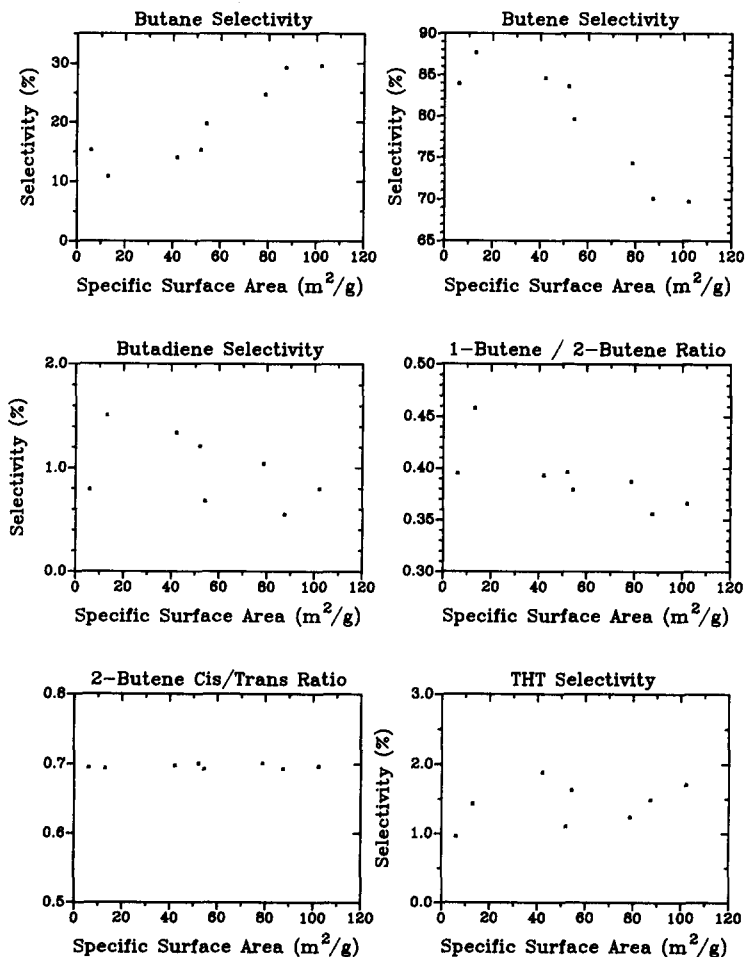 Butane Selectivity
Selectivity (%)
30
20
10
0
0 20 40 60 80 100 120
Specific Surface Area (m²/g)
Butene Selectivity
Selectivity (%)
90
85
80
75
70
65
0 20 40 60 80 100 120
Specific Surface Area (m²/g)
Butadiene Selectivity
Selectivity (%)
2.0
1.0
0.0
0 20 40 60 80 100 120
Specific Surface Area (m²/g)
1-Butene / 2-Butene Ratio
0.50
0.45
0.40
0.35
0.30
0 20 40 60 80 100 120
Specific Surface Area (m²/g)
2-Butene Cis/Trans Ratio
0.8
0.7
0.6
0.5
0 20 40 60 80 100 120
Specific Surface Area (m²/g)
THT Selectivity
Selectivity (%)
3.0
2.0
1.0
0.0
0 20 40 60 80 100 120
Specific Surface Area (m²/g)